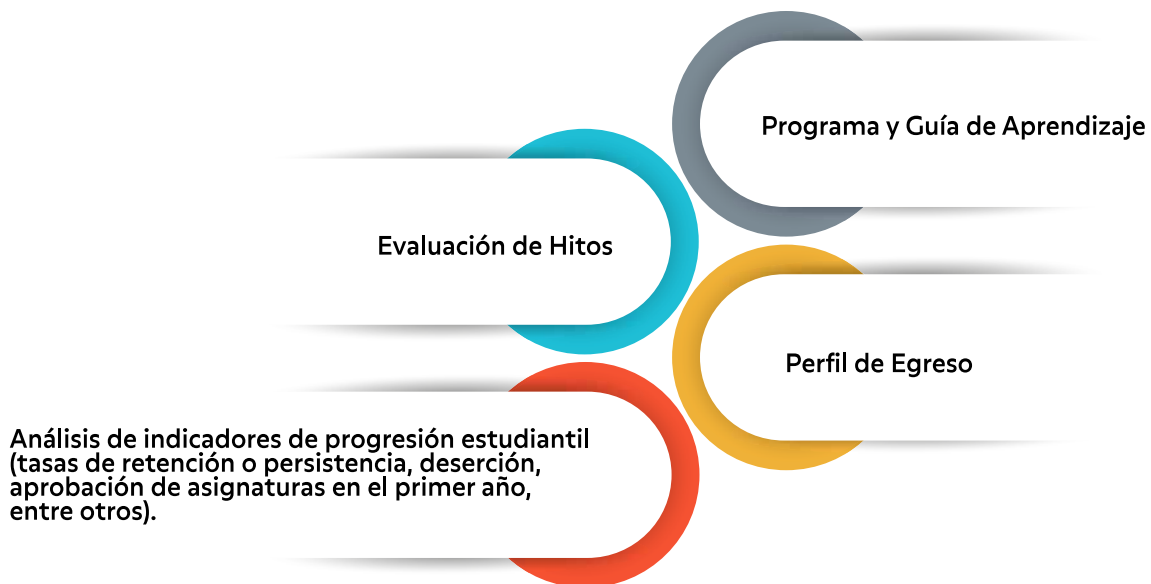 Programa y Guía de Aprendizaje
Evaluación de Hitos
Perfil de Egreso
Análisis de indicadores de progresión estudiantil
(tasas de retención o persistencia, deserción,
aprobación de asignaturas en el primer año,
entre otros).